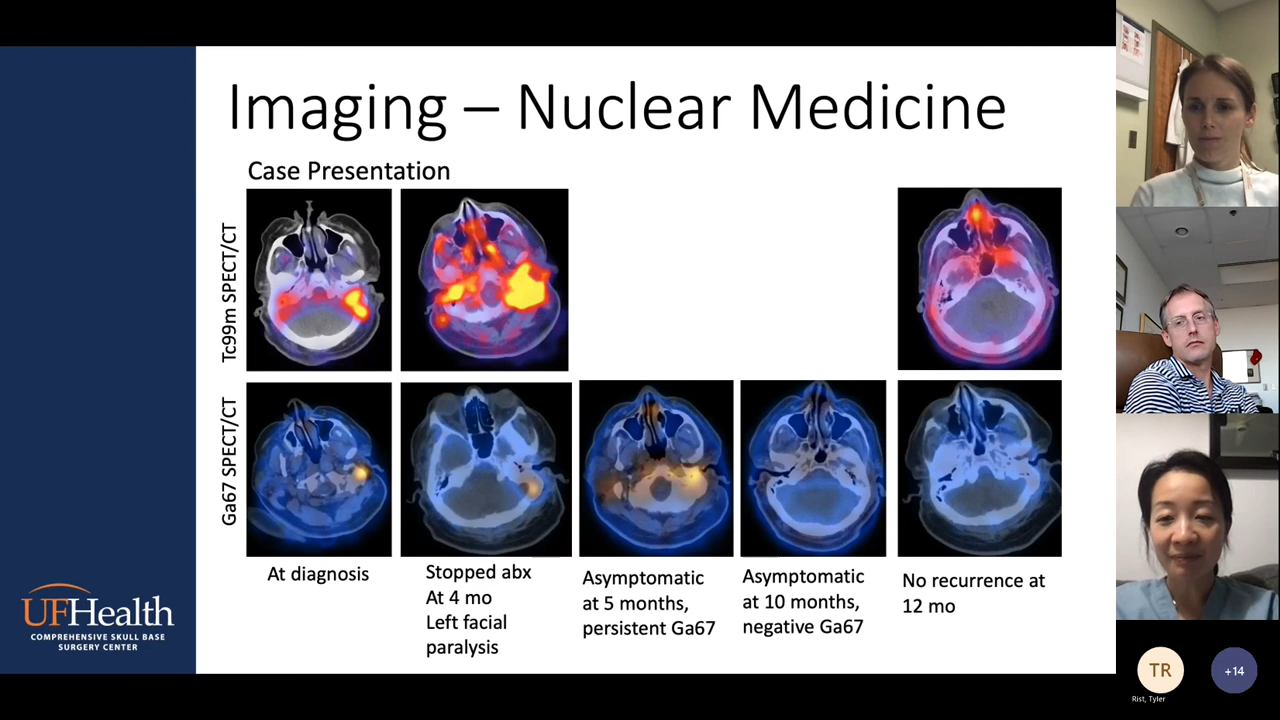 Imaging – Nuclear Medicine
Case Presentation
Tc99m SPECT/CT
Ga67 SPECT/CT
At diagnosis
Stopped abx
At 4 mo
Left facial
paralysis
Asymptomatic
at 5 months,
persistent Ga67
Asymptomatic
at 10 months,
negative Ga67
No recurrence at
12 mo
UFHealth
COMPREHENSIVE SKULL BASE
SURGERY CENTER
TR
+14
Rist, Tyler